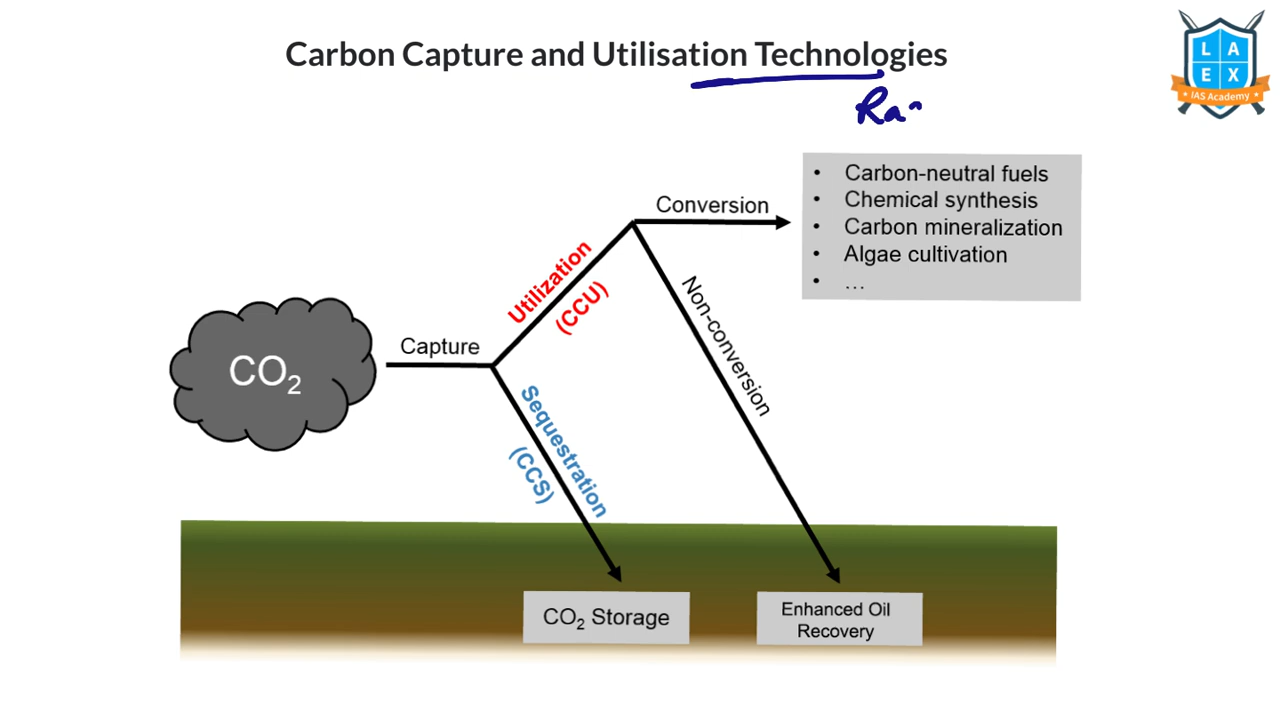 Carbon Capture and Utilisation Technologies
L A
E X
IAS Academy
Conversion
• Carbon-neutral fuels
• Chemical synthesis
• Carbon mineralization
• Algae cultivation
• ...
Utilization
(CCU)
Non-conversion
Capture
CO₂
Sequestration
(CCS)
CO₂ Storage
Enhanced Oil
Recovery